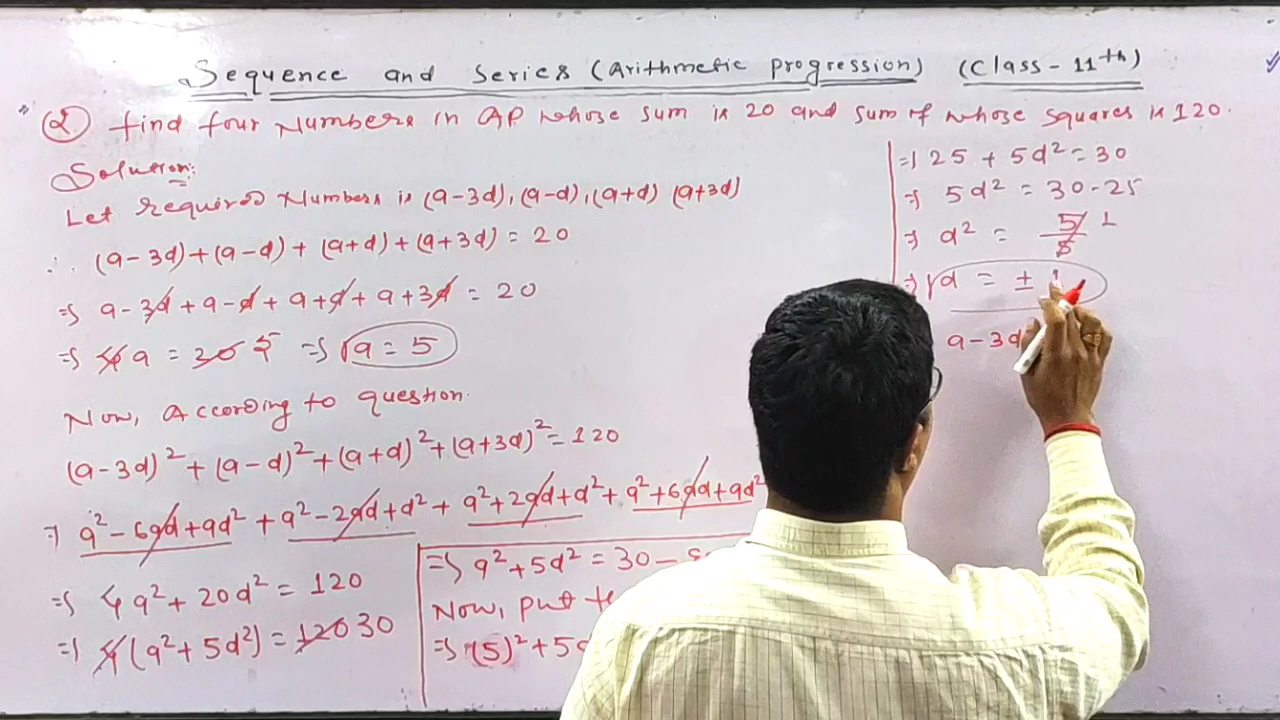 Sequence and Series (Arithmetic progression) (Class-11th)
(2) find four Numbers in AP whose sum is 20 and sum of whose squares is 120.
Solution:
Let required Numbers is (a-3d), (a-d), (a+d) (a+3d)
∴ (a-3d)+(a-d)+(a+d)+(a+3d) = 20
⇒ a-3d+a-d+a+d+a+3d = 20
⇒ 4a = 20 5 ⇒ a = 5
Now, According to question.
(a-3d)²+(a-d)²+(a+d)²+(a+3d)² = 120
⇒ a²-6ad+9d² + a²-2ad+d² + a²+2ad+d²+a²+6ad+9d²
⇒ 4a²+20d² = 120
⇒ 4(a²+5d²) = 120 30
⇒ a²+5d² = 30 -
Now, put
⇒ (5)²+5
⇒ 25 + 5d² = 30
⇒ 5d² = 30-25
⇒ d² = 5/5 1
⇒ d = ± 1
a-3d